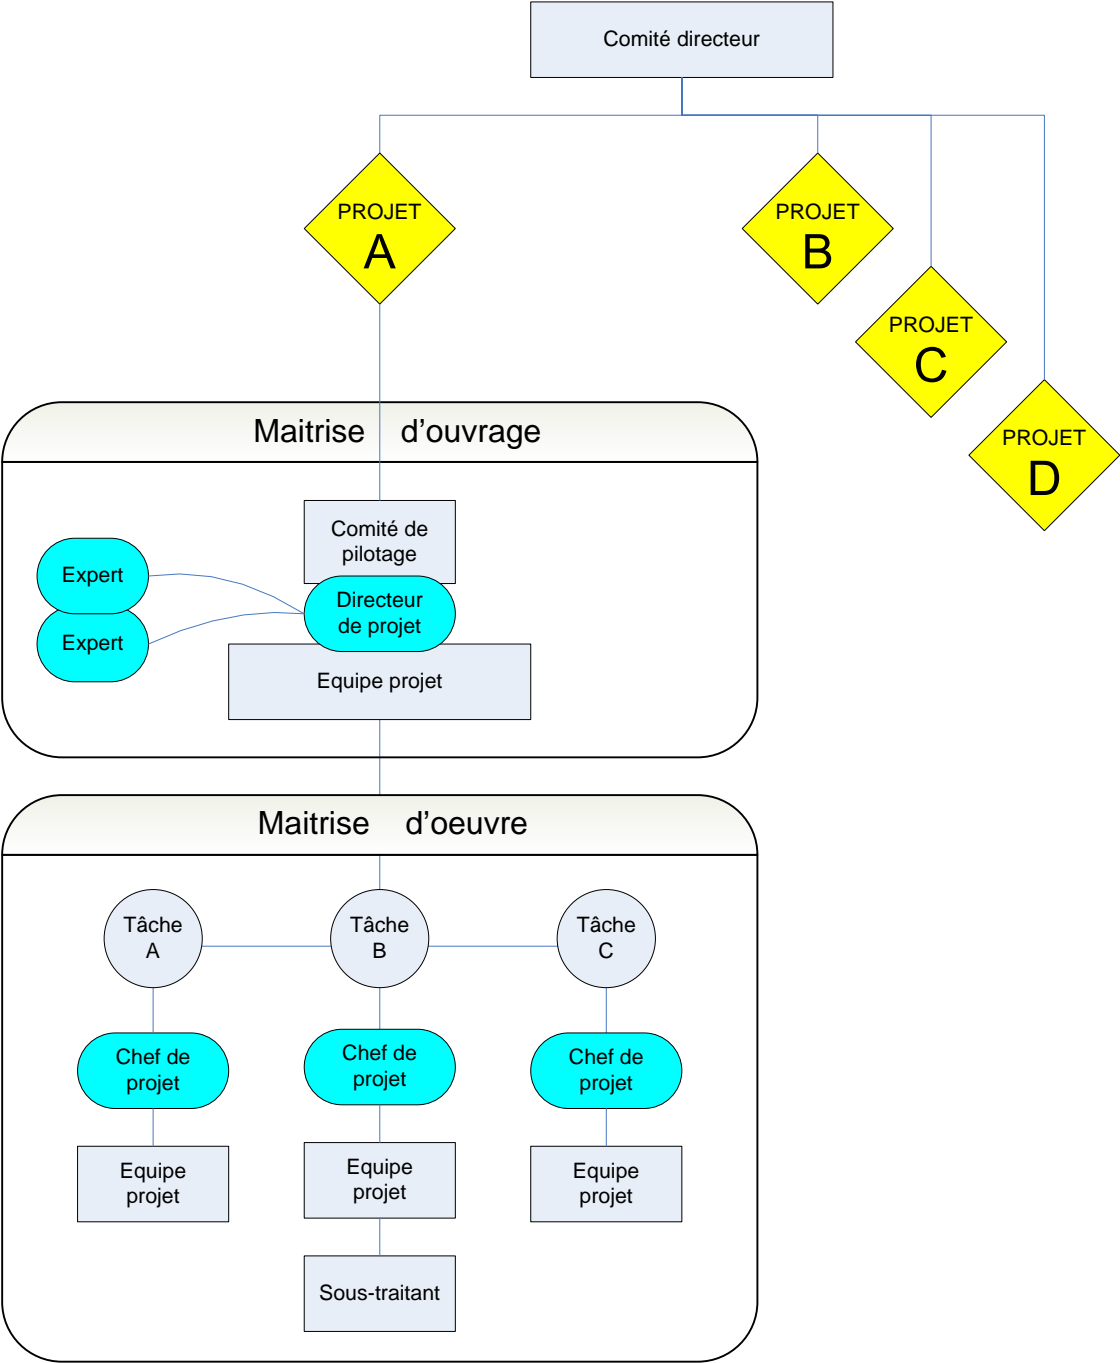 Comité directeur
PROJET
A
PROJET
B
PROJET
C
PROJET
D
Maitrise d'ouvrage
Comité de
pilotage
Expert
Directeur
de projet
Expert
Equipe projet
Maitrise d'oeuvre
Tâche
A
Tâche
B
Tâche
C
Chef de
projet
Chef de
projet
Chef de
projet
Equipe
projet
Equipe
projet
Equipe
projet
Sous-traitant